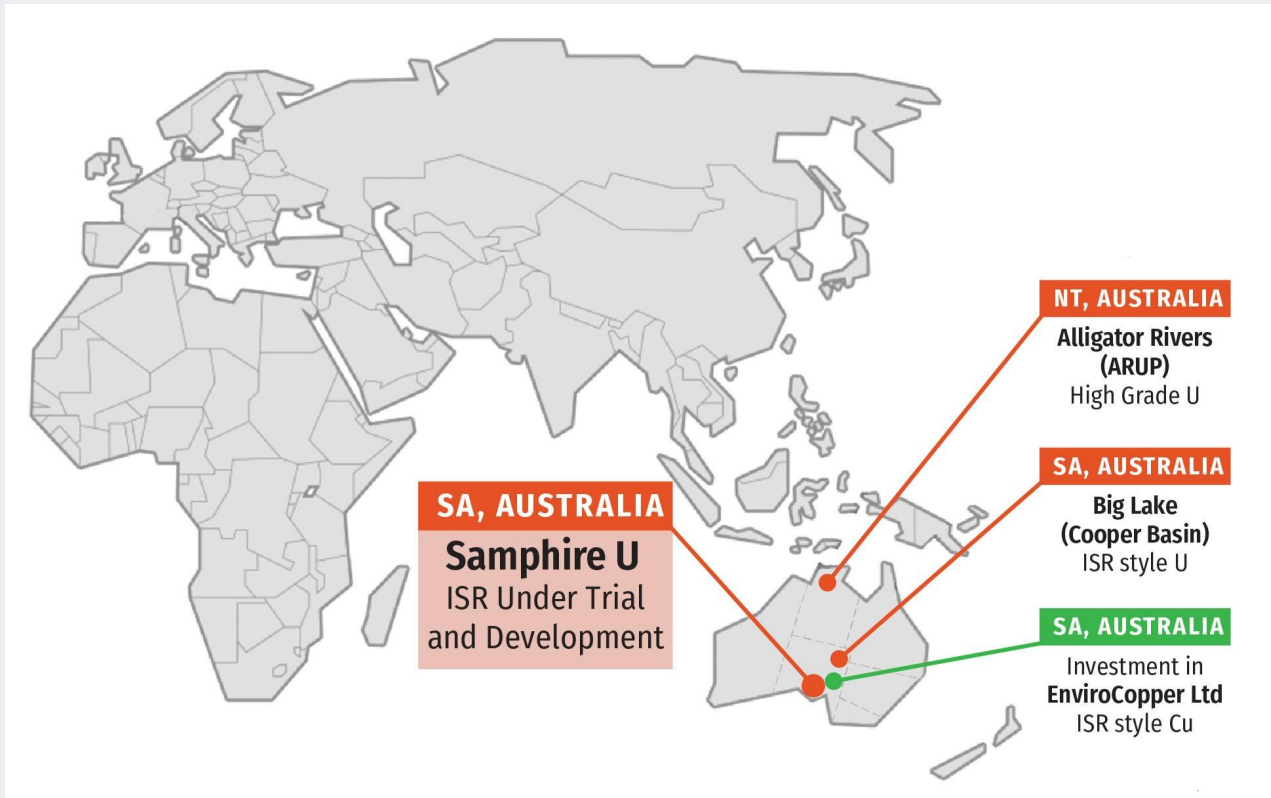 NT, AUSTRALIA
Alligator Rivers
(ARUP)
High Grade U
SA, AUSTRALIA
Big Lake
(Cooper Basin)
ISR style U
SA, AUSTRALIA
Samphire U
ISR Under Trial
and Development
SA, AUSTRALIA
Investment in
EnviroCopper Ltd
ISR style Cu